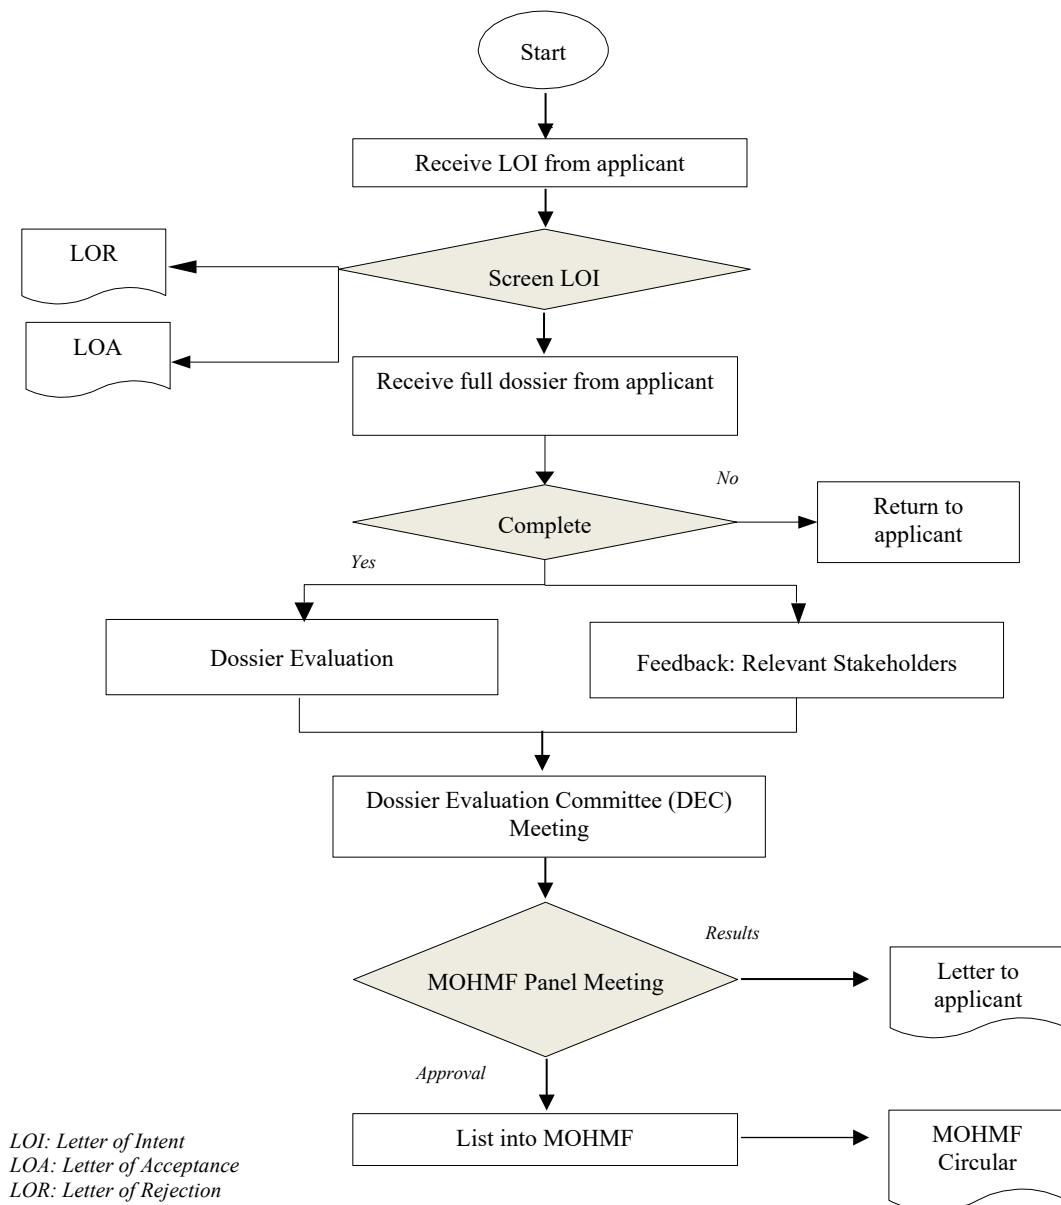 Start
Receive LOI from applicant
LOR
Screen LOI
LOA
Receive full dossier from applicant
No
Complete
Return to
applicant
Yes
Dossier Evaluation
Feedback: Relevant Stakeholders
Dossier Evaluation Committee (DEC)
Meeting
Results
MOHMF Panel Meeting
Letter to
applicant
Approval
List into MOHMF
MOHMF
Circular
LOI: Letter of Intent
LOA: Letter of Acceptance
LOR: Letter of Rejection